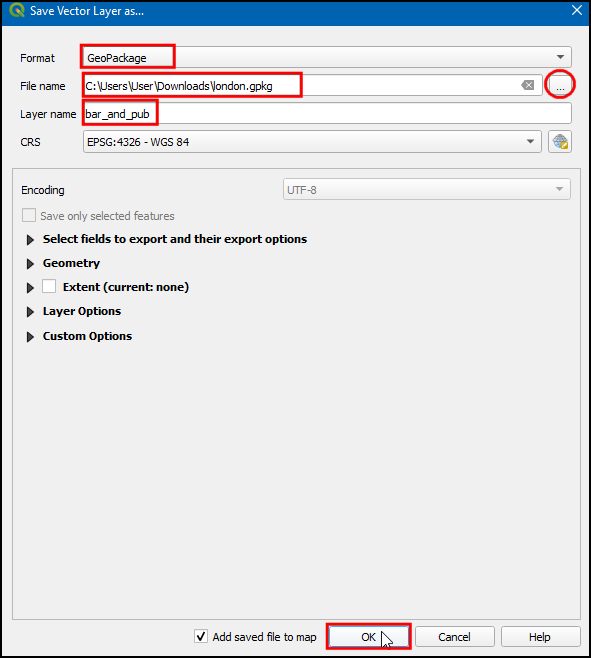 Save Vector Layer as...
Format GeoPackage
File name C:\Users\User\Downloads\london.gpkg ...
Layer name bar_and_pub
CRS EPSG:4326 - WGS 84
Encoding UTF-8
Save only selected features
Select fields to export and their export options
Geometry
Extent (current: none)
Layer Options
Custom Options
Add saved file to map OK Cancel Help